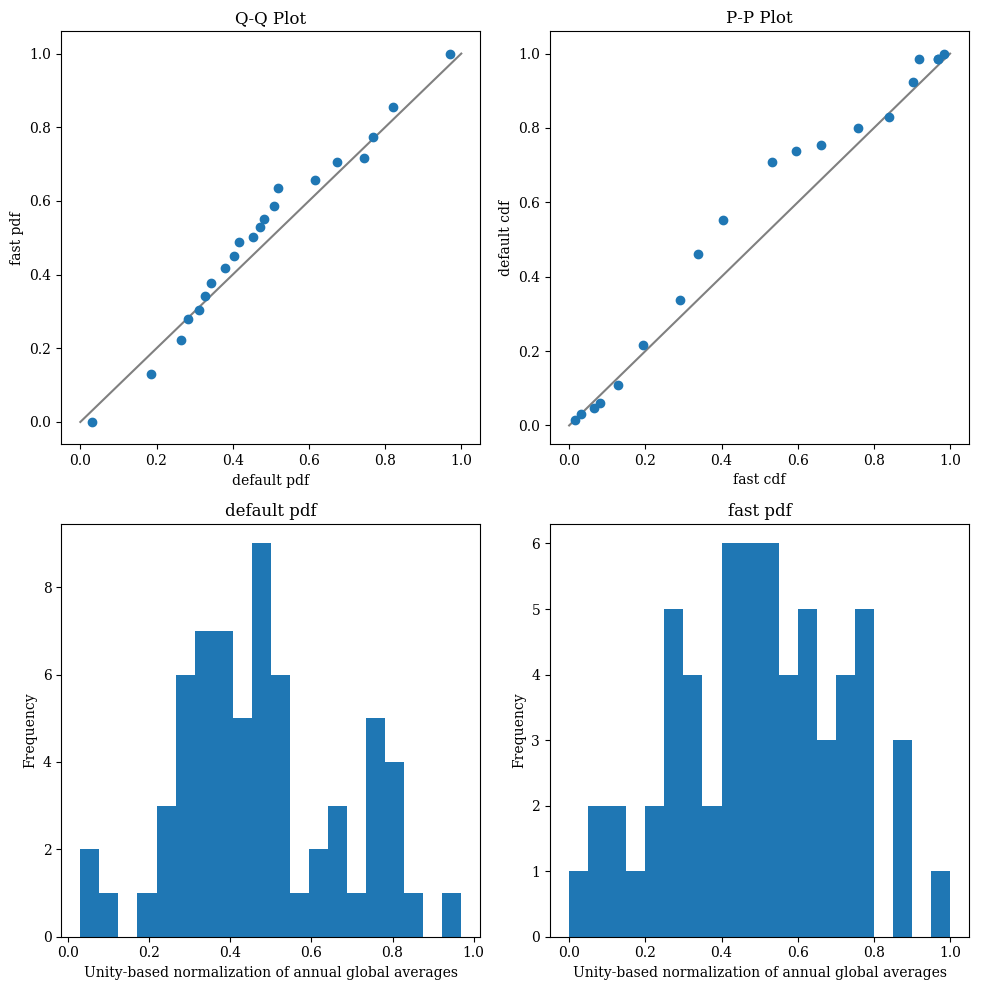 Q-Q Plot
1.0
0.8
0.6
0.4
0.2
0.0
fast pdf
0.0 0.2 0.4 0.6 0.8 1.0
default pdf
P-P Plot
1.0
0.8
0.6
0.4
0.2
0.0
default cdf
0.0 0.2 0.4 0.6 0.8 1.0
fast cdf
default pdf
8
6
4
2
0
Frequency
0.0 0.2 0.4 0.6 0.8 1.0
Unity-based normalization of annual global averages
fast pdf
6
5
4
3
2
1
0
Frequency
0.0 0.2 0.4 0.6 0.8 1.0
Unity-based normalization of annual global averages